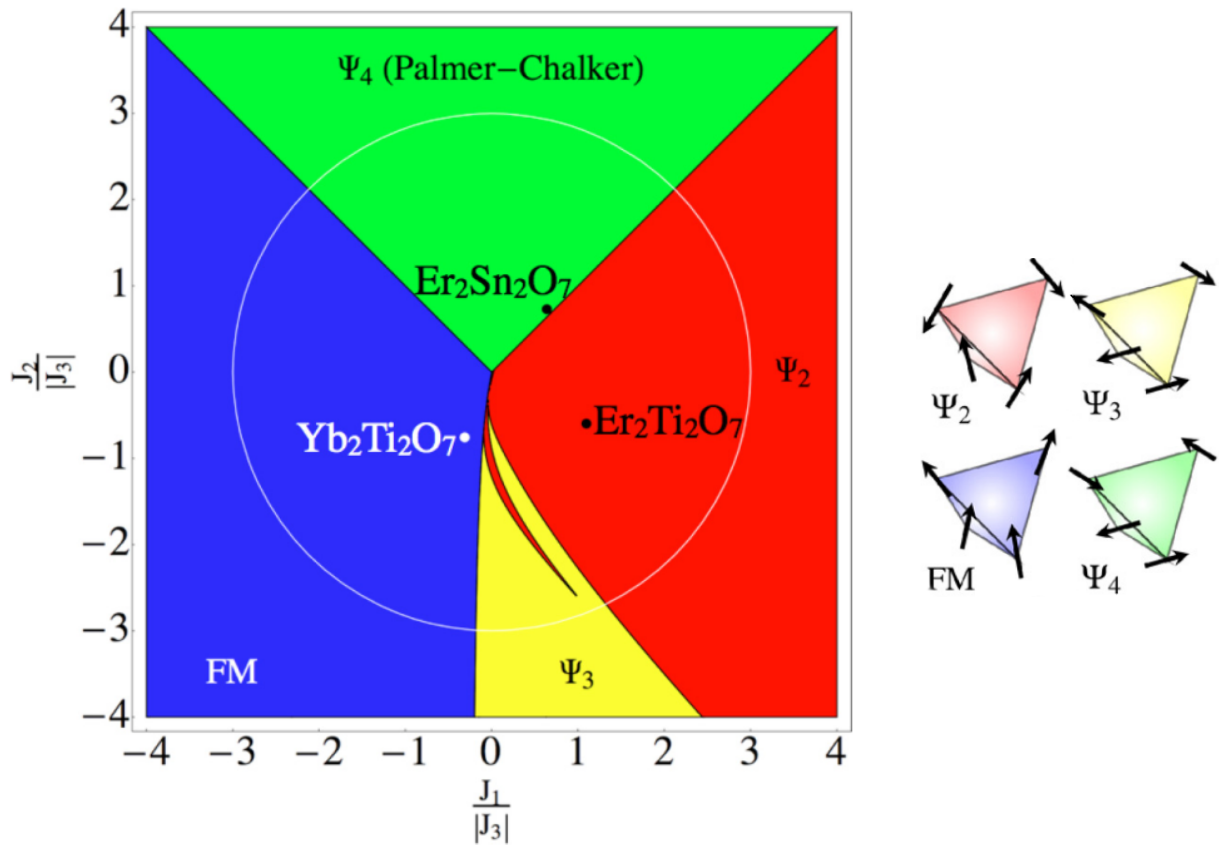 4
3
2
1
0
−1
−2
−3
−4
J₂
|J₃|
Ψ₄ (Palmer−Chalker)
Er₂Sn₂O₇
Ψ₂
Er₂Ti₂O₇
Yb₂Ti₂O₇
FM
Ψ₃
−4 −3 −2 −1 0 1 2 3 4
J₁
|J₃|
Ψ₂ Ψ₃
FM Ψ₄